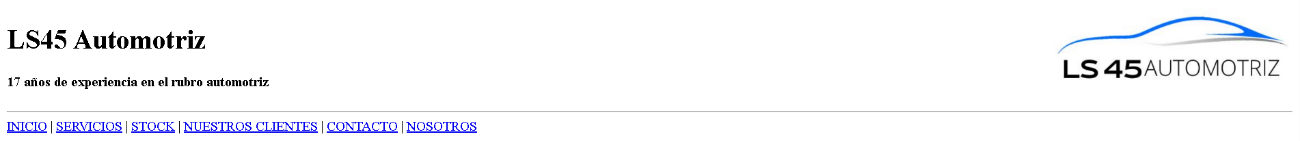 LS45 Automotriz
LS 45 AUTOMOTRIZ
17 años de experiencia en el rubro automotriz
INICIO | SERVICIOS | STOCK | NUESTROS CLIENTES | CONTACTO | NOSOTROS